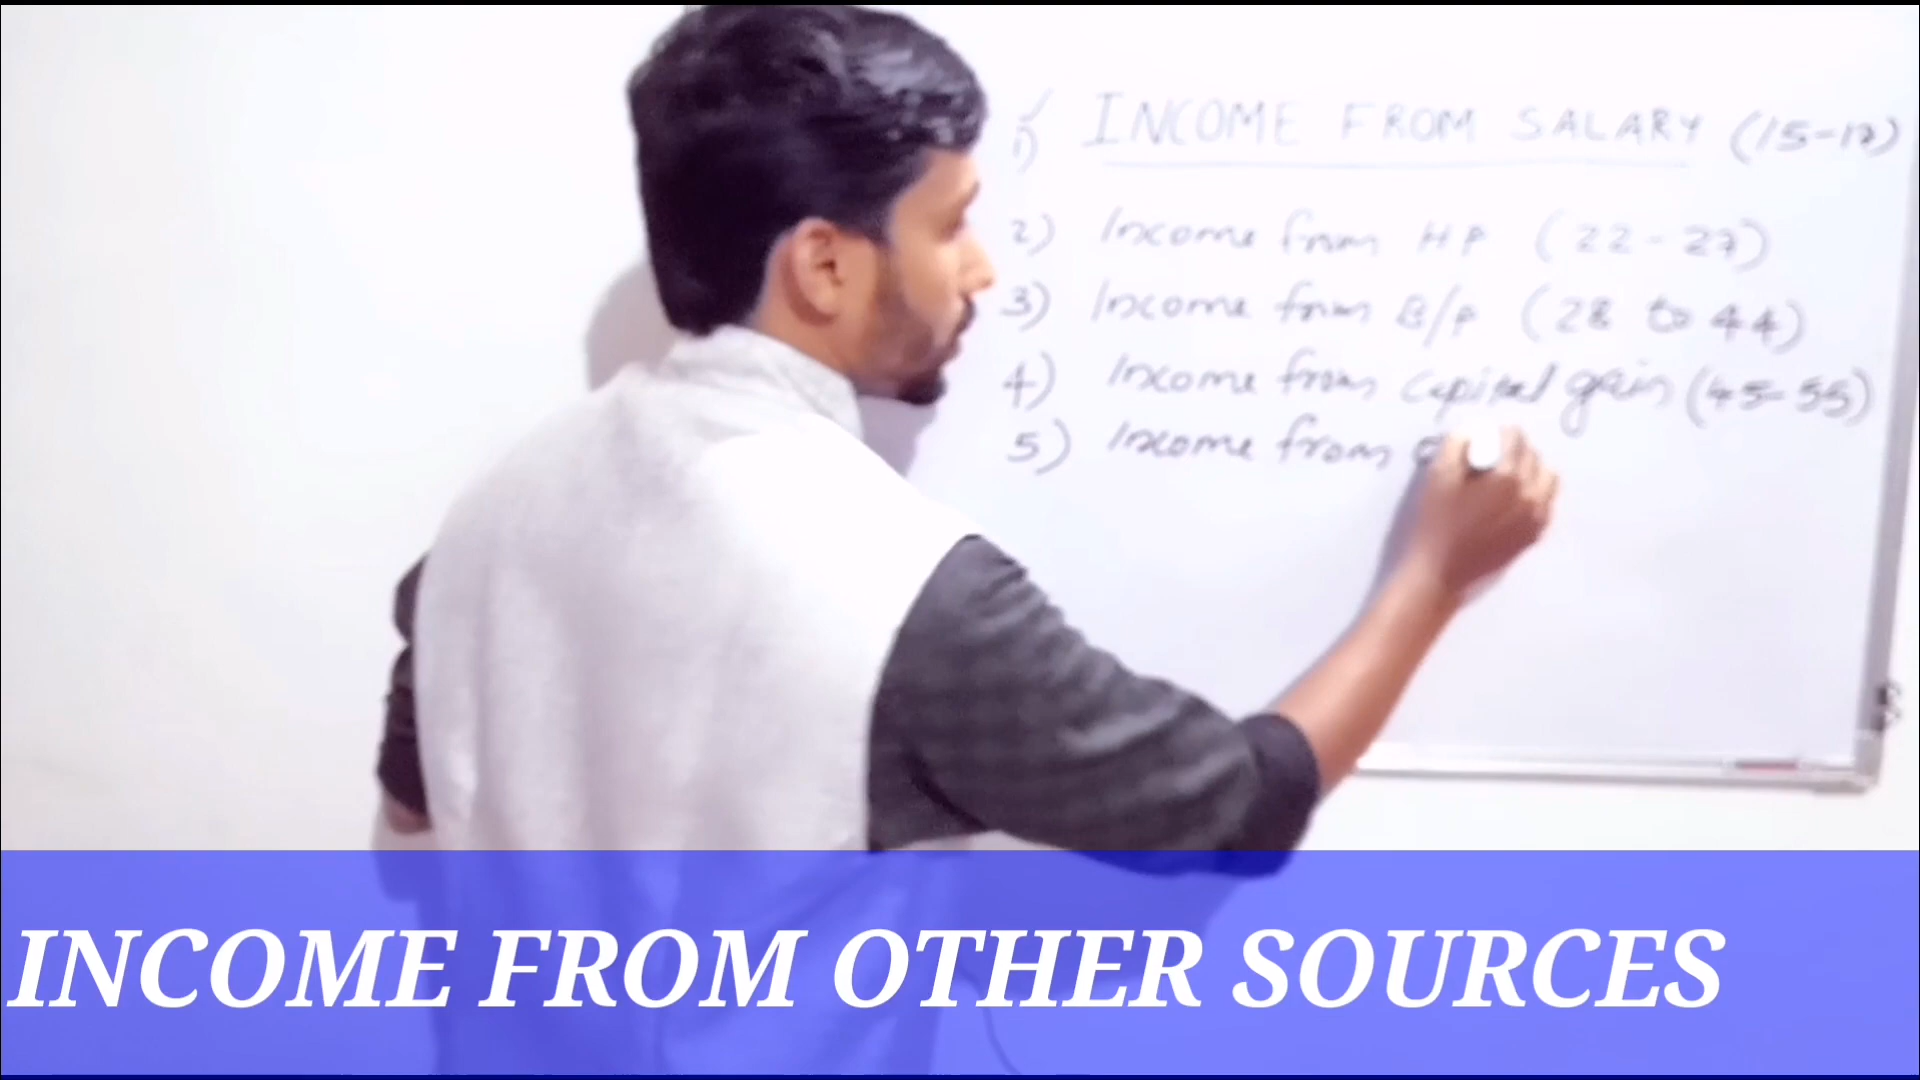 1) INCOME FROM SALARY (15-17)
2) Income from HP (22-27)
3) Income from B/P (28 to 44)
4) Income from capital gain (45-55)
5) Income from
INCOME FROM OTHER SOURCES